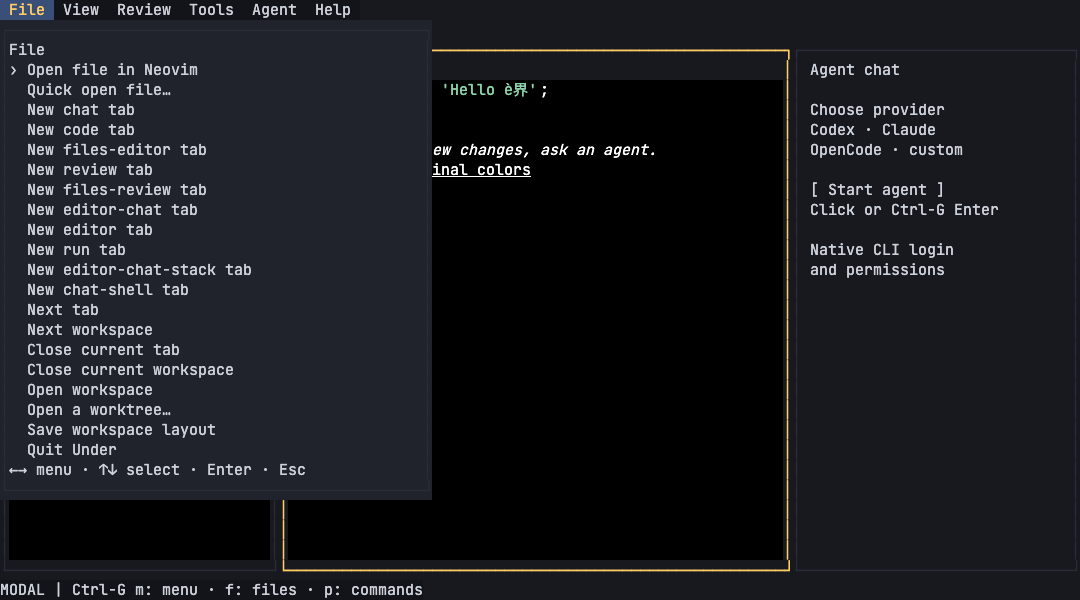 File View Review Tools Agent Help
File
› Open file in Neovim
Quick open file…
New chat tab
New code tab
New files-editor tab
New review tab
New files-review tab
New editor-chat tab
New editor tab
New run tab
New editor-chat-stack tab
New chat-shell tab
Next tab
Next workspace
Close current tab
Close current workspace
Open workspace
Open a worktree…
Save workspace layout
Quit Under
←→ menu · ↑↓ select · Enter · Esc
'Hello è界';
ew changes, ask an agent.
inal colors
Agent chat
Choose provider
Codex · Claude
OpenCode · custom
[ Start agent ]
Click or Ctrl-G Enter
Native CLI login
and permissions
MODAL | Ctrl-G m: menu · f: files · p: commands